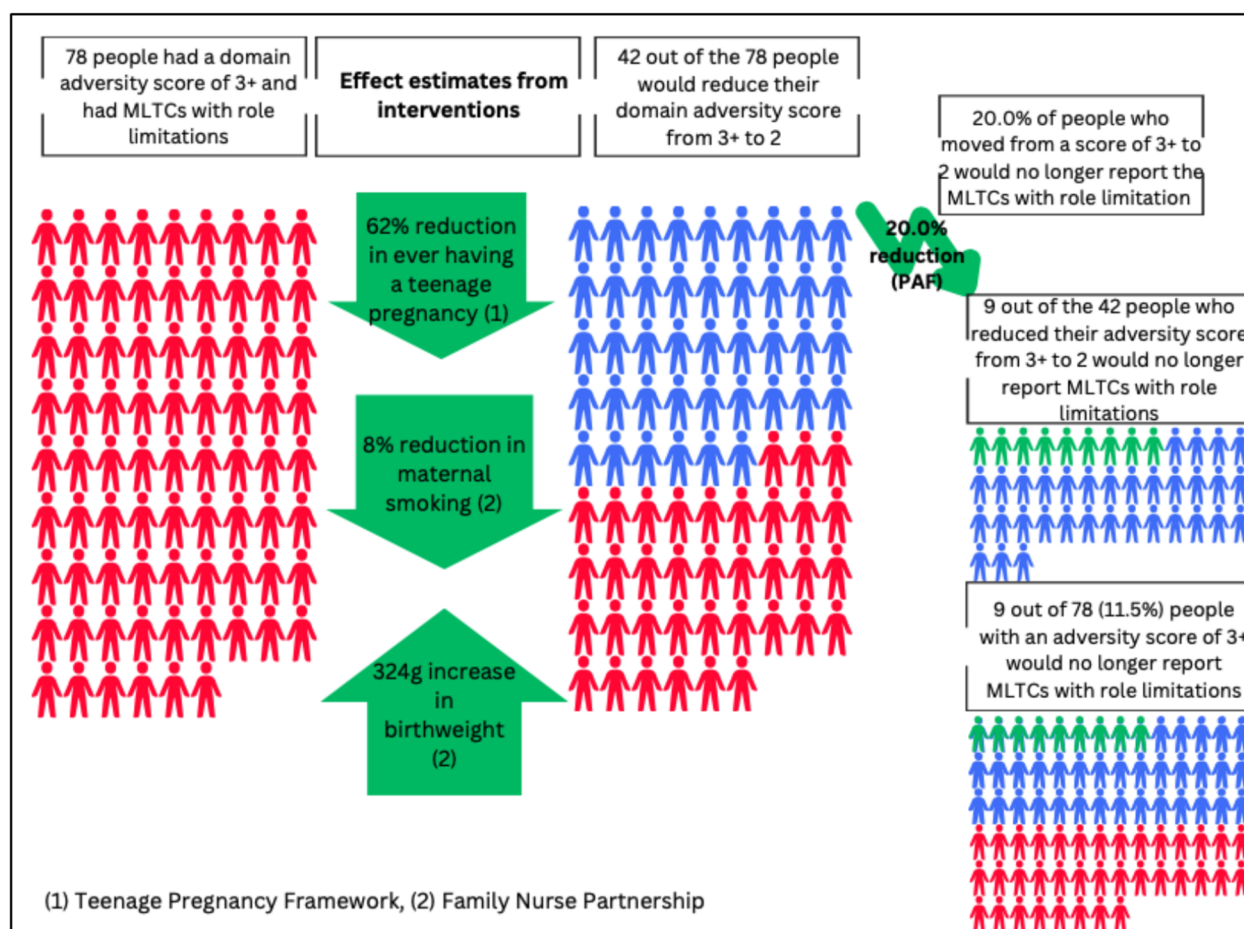 78 people had a domain
adversity score of 3+ and
had MLTCs with role
limitations
Effect estimates from
interventions
42 out of the 78 people
would reduce their
domain adversity score
from 3+ to 2
20.0% of people who
moved from a score of 3+ to
2 would no longer report the
MLTCs with role limitation
62% reduction
in ever having
a teenage
pregnancy (1)
20.0%
reduction
(PAF)
9 out of the 42 people who
reduced their adversity score
from 3+ to 2 would no longer
report MLTCs with role
limitations
8% reduction in
maternal
smoking (2)
324g increase
in
birthweight
(2)
9 out of 78 (11.5%) people
with an adversity score of 3+
would no longer report
MLTCs with role limitations
(1) Teenage Pregnancy Framework, (2) Family Nurse Partnership